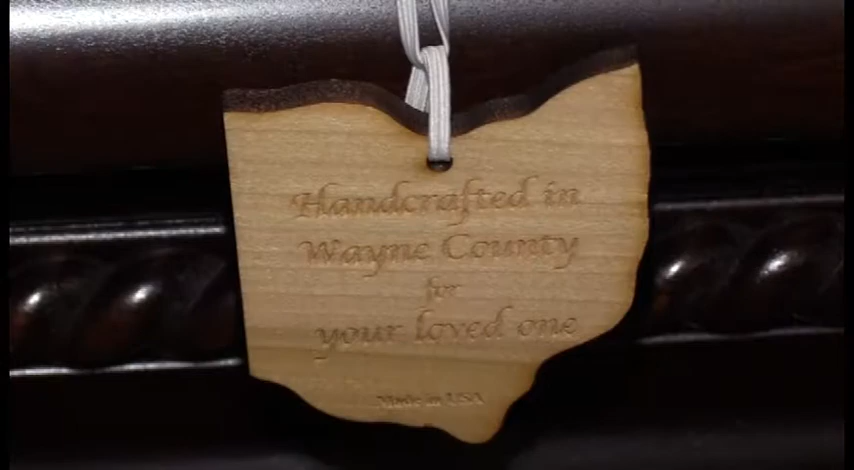 Handcrafted in
Wayne County
for
your loved one
Made in USA